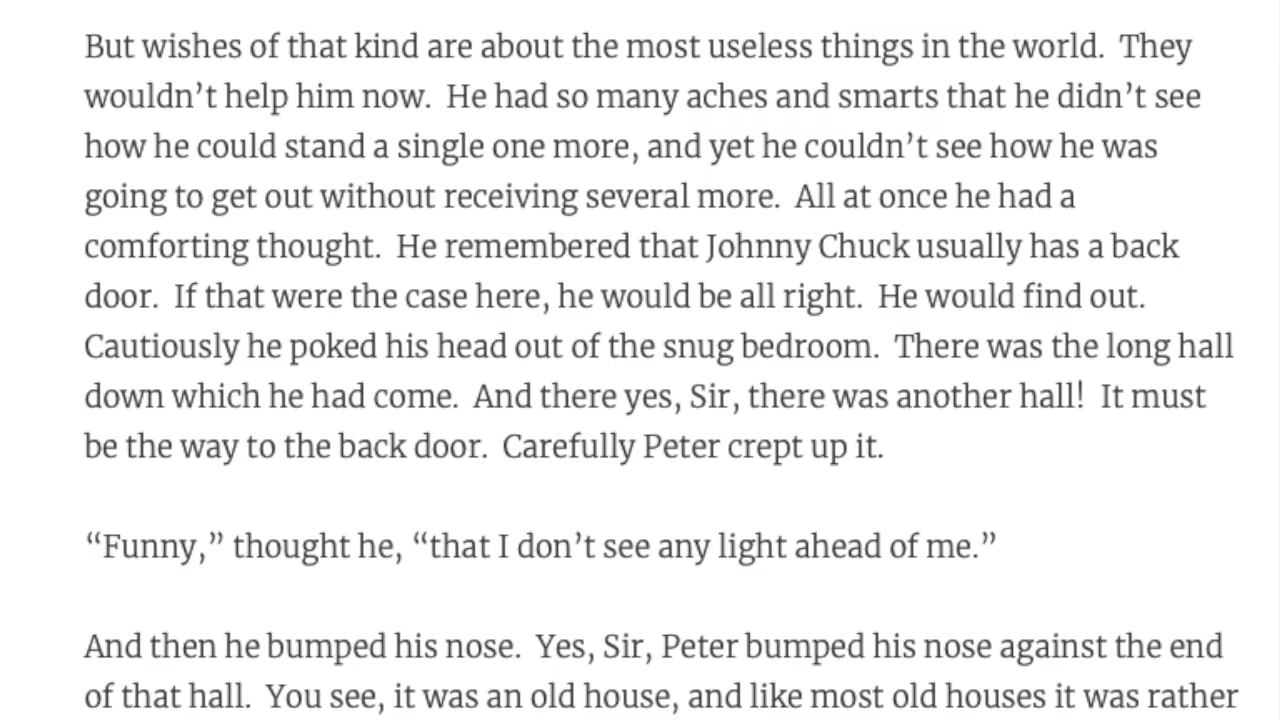 But wishes of that kind are about the most useless things in the world.  They
wouldn’t help him now.  He had so many aches and smarts that he didn’t see
how he could stand a single one more, and yet he couldn’t see how he was
going to get out without receiving several more.  All at once he had a
comforting thought.  He remembered that Johnny Chuck usually has a back
door.  If that were the case here, he would be all right.  He would find out.
Cautiously he poked his head out of the snug bedroom.  There was the long hall
down which he had come.  And there yes, Sir, there was another hall!  It must
be the way to the back door.  Carefully Peter crept up it.
“Funny,” thought he, “that I don’t see any light ahead of me.”
And then he bumped his nose.  Yes, Sir, Peter bumped his nose against the end
of that hall.  You see, it was an old house, and like most old houses it was rather